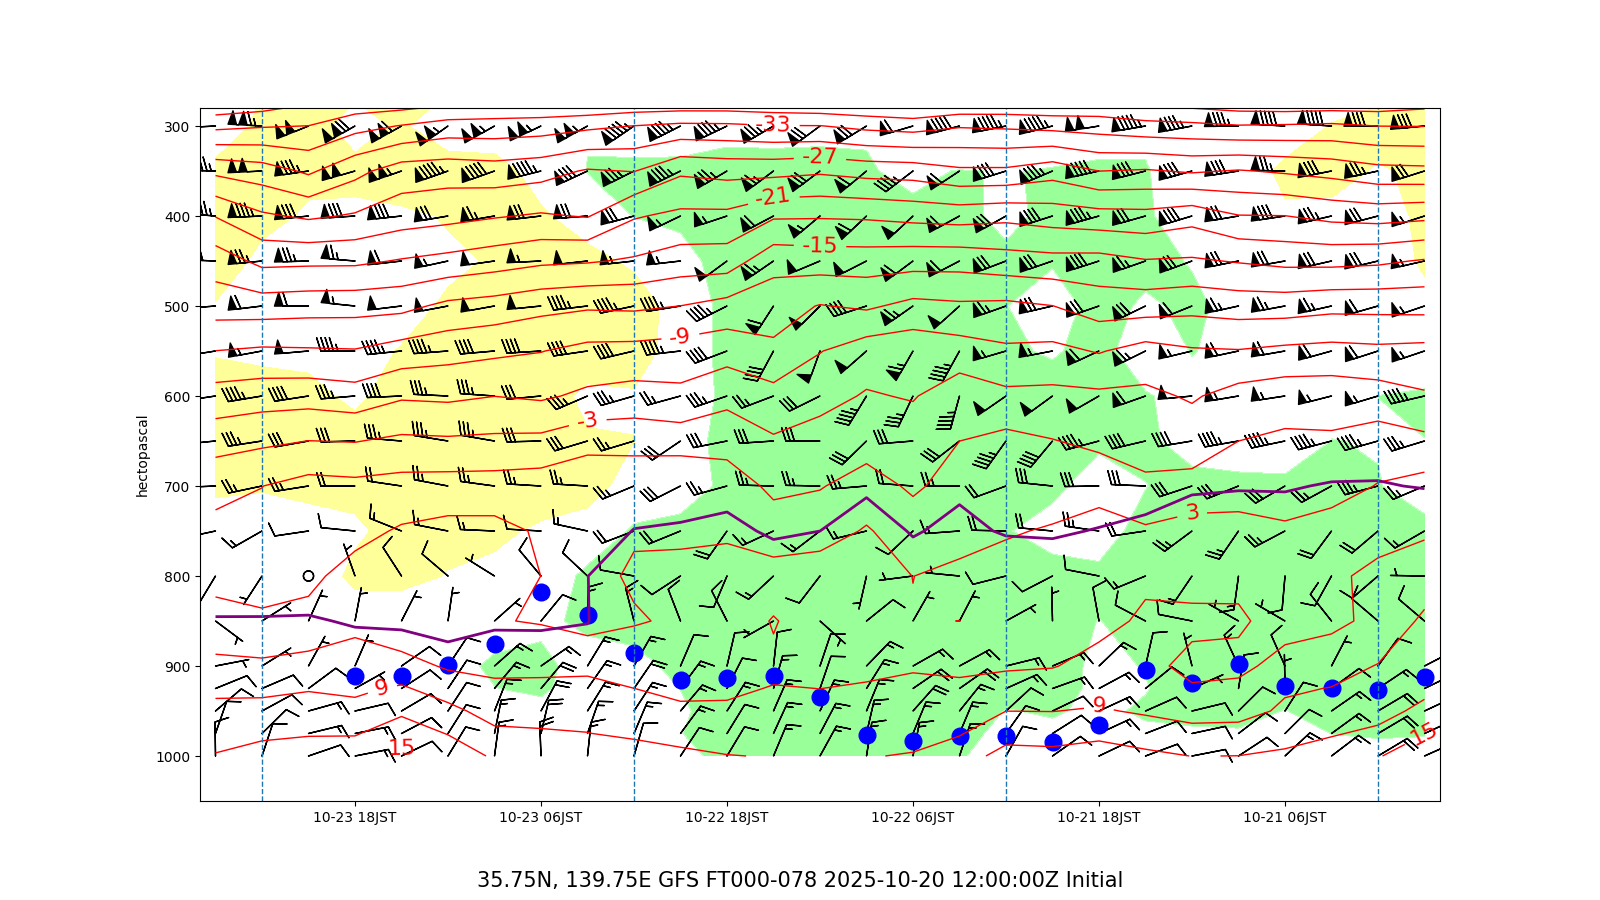 300
400
500
600
700
800
900
1000
hectopascal
-33
-27
-21
-15
-9
-3
3
9
9
15
15
10-23 18JST
10-23 06JST
10-22 18JST
10-22 06JST
10-21 18JST
10-21 06JST
35.75N, 139.75E GFS FT000-078 2025-10-20 12:00:00Z Initial